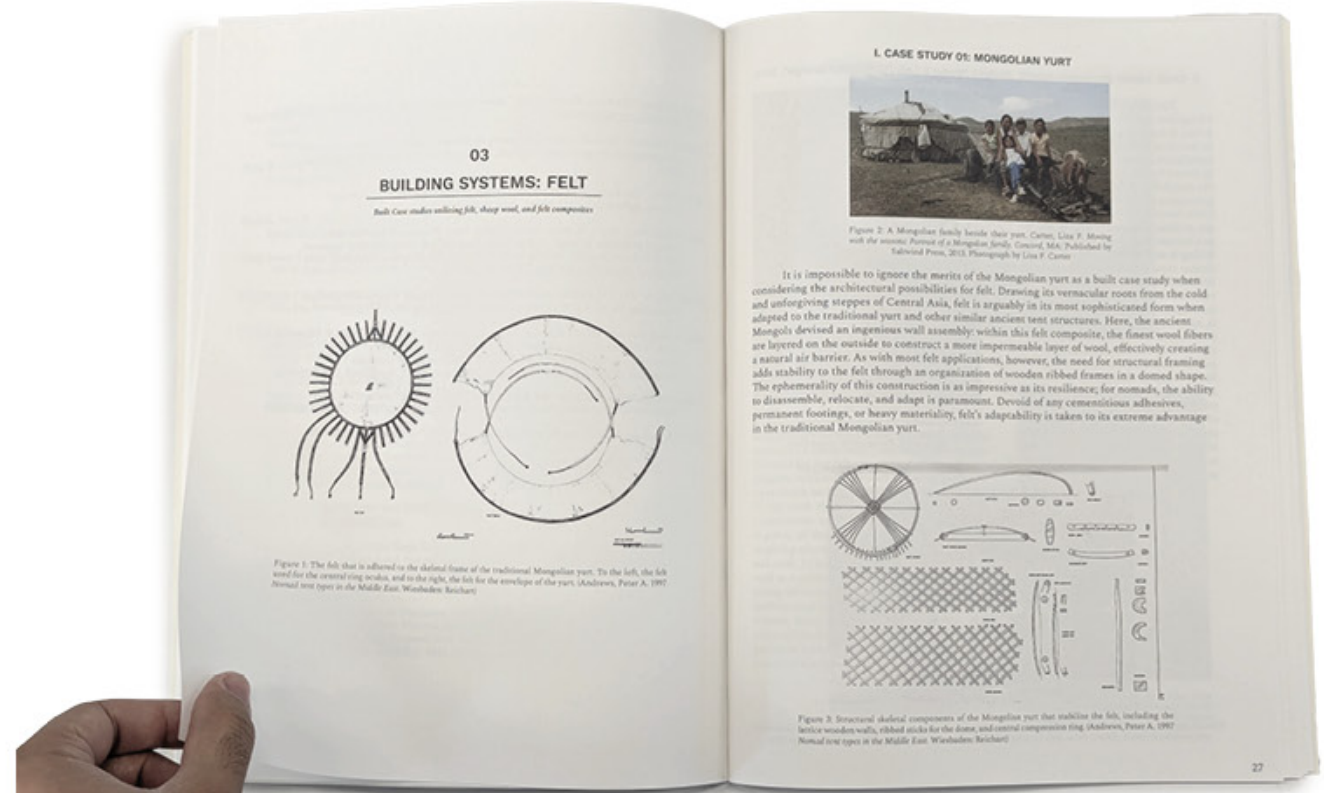 03
BUILDING SYSTEMS: FELT
Built Case studies utilizing felt, sheep wool, and felt composites
Figure 1: The felt that is adhered to the skeletal frame of the traditional Mongolian yurt. To the left, the felt
used for the central ring oculus, and to the right, the felt for the envelope of the yurt. (Andrews, Peter A. 1997
Nomad tent types in the Middle East. Wiesbaden: Reichart)
I. CASE STUDY 01: MONGOLIAN YURT
Figure 2: A Mongolian family beside their yurt. Carter, Lisa F. Moving
with the seasons: Portrait of a Mongolian family. Concord, MA: Published by
Saltwind Press, 2013. Photograph by Liza F. Carter
It is impossible to ignore the merits of the Mongolian yurt as a built case study when
considering the architectural possibilities for felt. Drawing its vernacular roots from the cold
and unforgiving steppes of Central Asia, felt is arguably in its most sophisticated form when
adapted to the traditional yurt and other similar ancient tent structures. Here, the ancient
Mongols devised an ingenious wall assembly: within this felt composite, the finest wool fibers
are layered on the outside to construct a more impermeable layer of wool, effectively creating
a natural air barrier. As with most felt applications, however, the need for structural framing
adds stability to the felt through an organization of wooden ribbed frames in a domed shape.
The ephemerality of this construction is as impressive as its resilience; for nomads, the ability
to disassemble, relocate, and adapt is paramount. Devoid of any cementitious adhesives,
permanent footings, or heavy materiality, felt's adaptability is taken to its extreme advantage
in the traditional Mongolian yurt.
Figure 3: Structural skeletal components of the Mongolian yurt that stabilize the felt, including the
lattice wooden walls, ribbed sticks for the dome, and central compression ring. (Andrews, Peter A. 1997
Nomad tent types in the Middle East. Wiesbaden: Reichart)
27